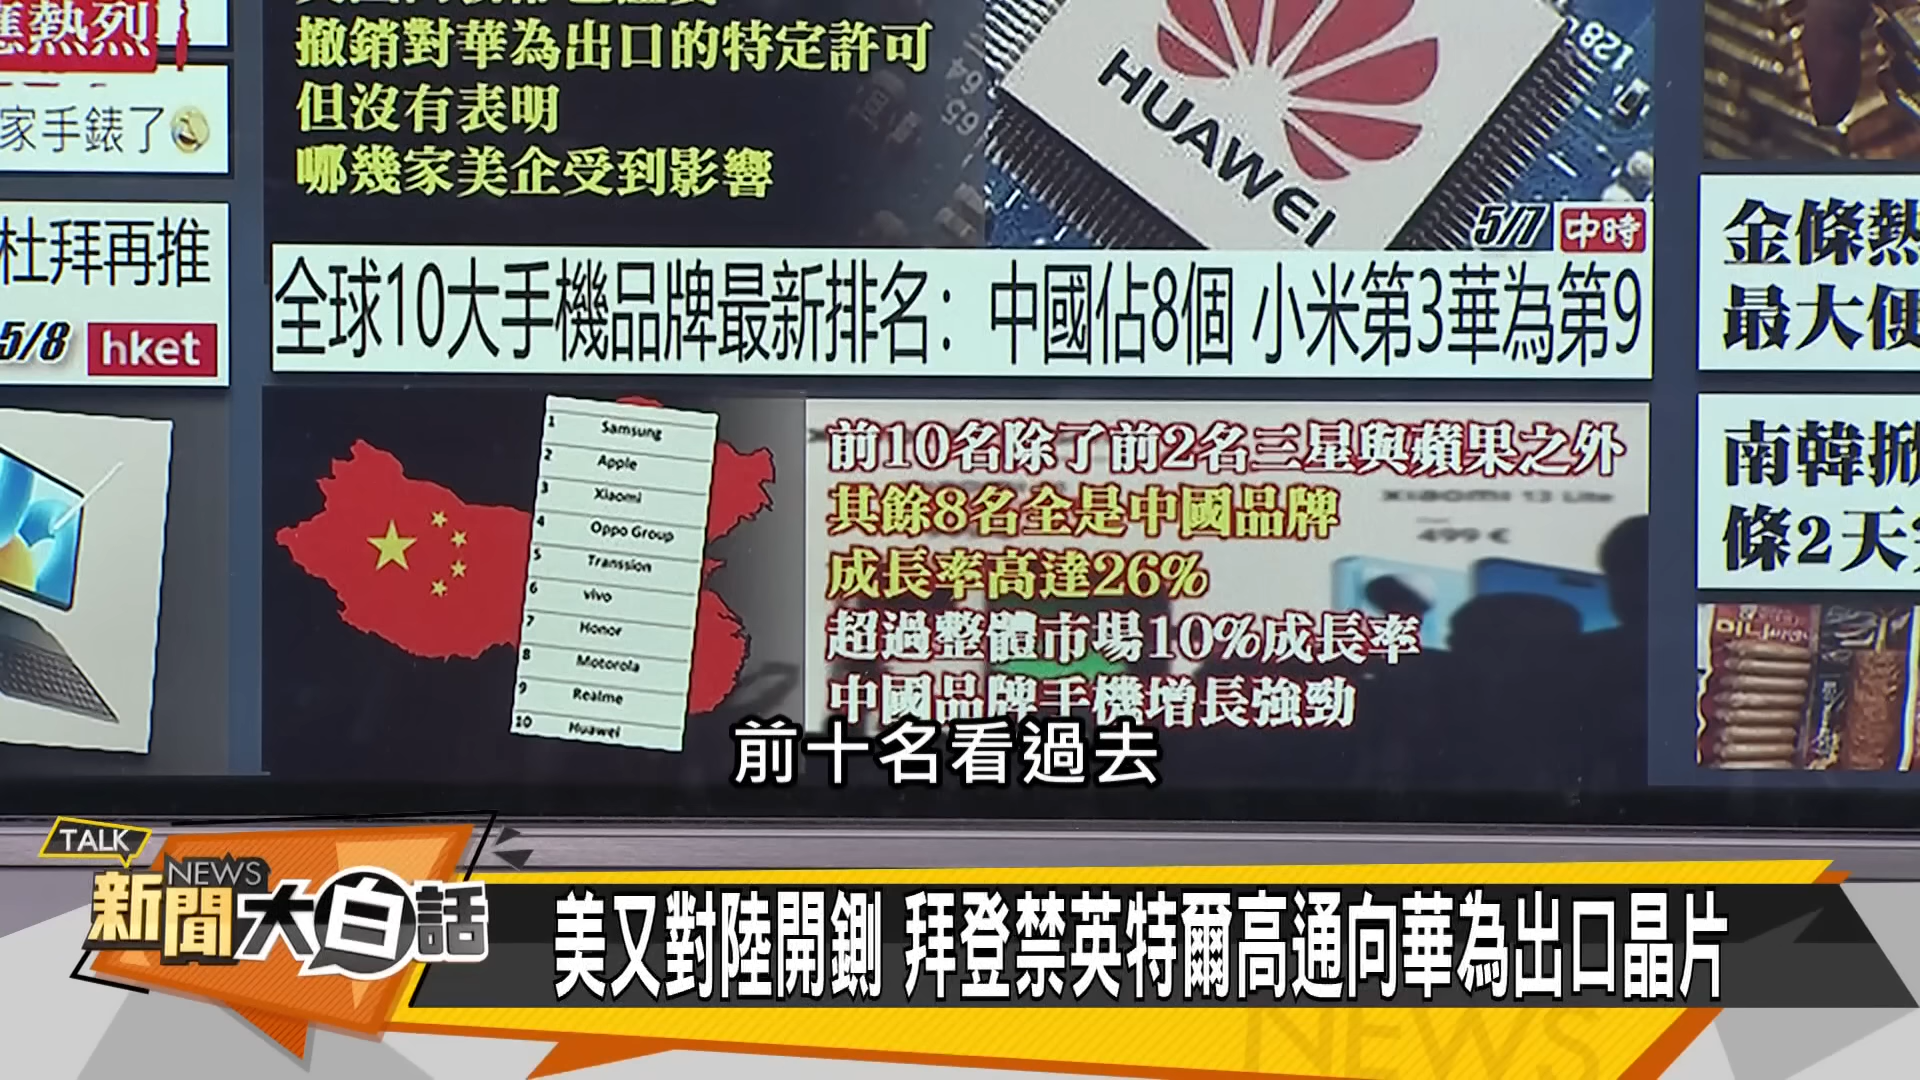 應熱烈
家手錶了
杜拜再推
5/8 hket
撤銷對華為出口的特定許可
但沒有表明
哪幾家美企受到影響
HUAWEI
128
64
65
5/7 中時
全球10大手機品牌最新排名：中國佔8個 小米第3華為第9
1 Samsung
2 Apple
3 Xiaomi
4 Oppo Group
5 Transsion
6 vivo
7 Honor
8 Motorola
9 Realme
10 Huawei
前10名除了前2名三星與蘋果之外
其餘8名全是中國品牌
成長率高達26%
超過整體市場10%成長率
中國品牌手機增長強勁
499 €
金條熱
最大便
南韓掀
條2天
前十名看過去
TALK
NEWS
新聞大白話
美又對陸開鍘 拜登禁英特爾高通向華為出口晶片
NEWS